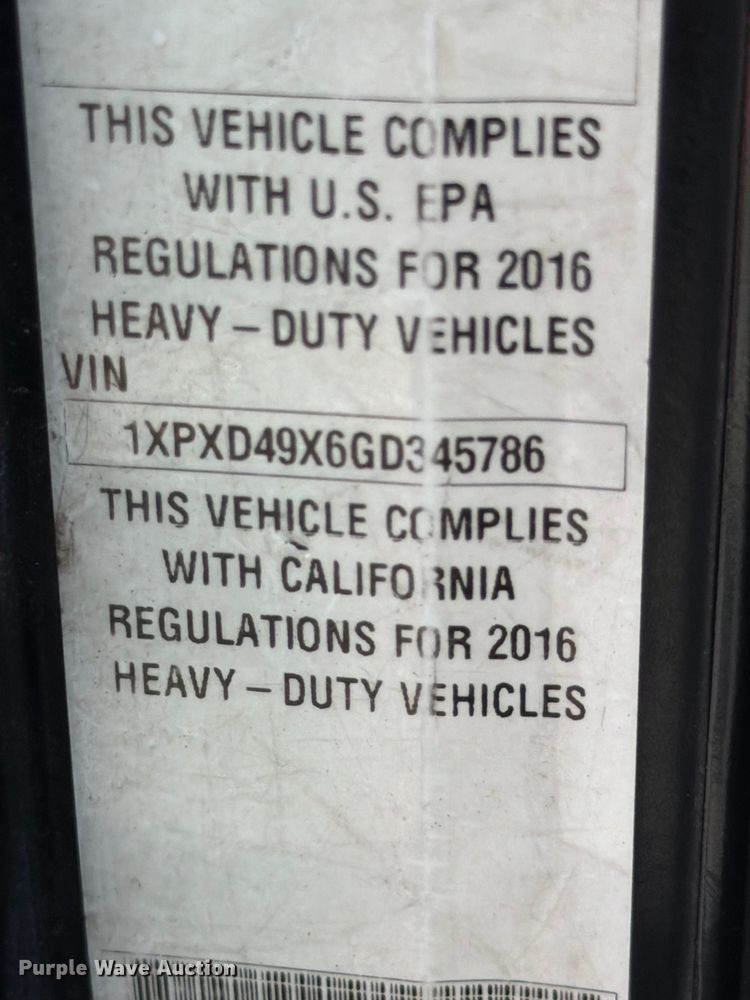 THIS VEHICLE COMPLIES
WITH U.S. EPA
REGULATIONS FOR 2016
HEAVY – DUTY VEHICLES
VIN
1XPXD49X6GD345786
THIS VEHICLE COMPLIES
WITH CALIFORNIA
REGULATIONS FOR 2016
HEAVY – DUTY VEHICLES
Purple Wave Auction